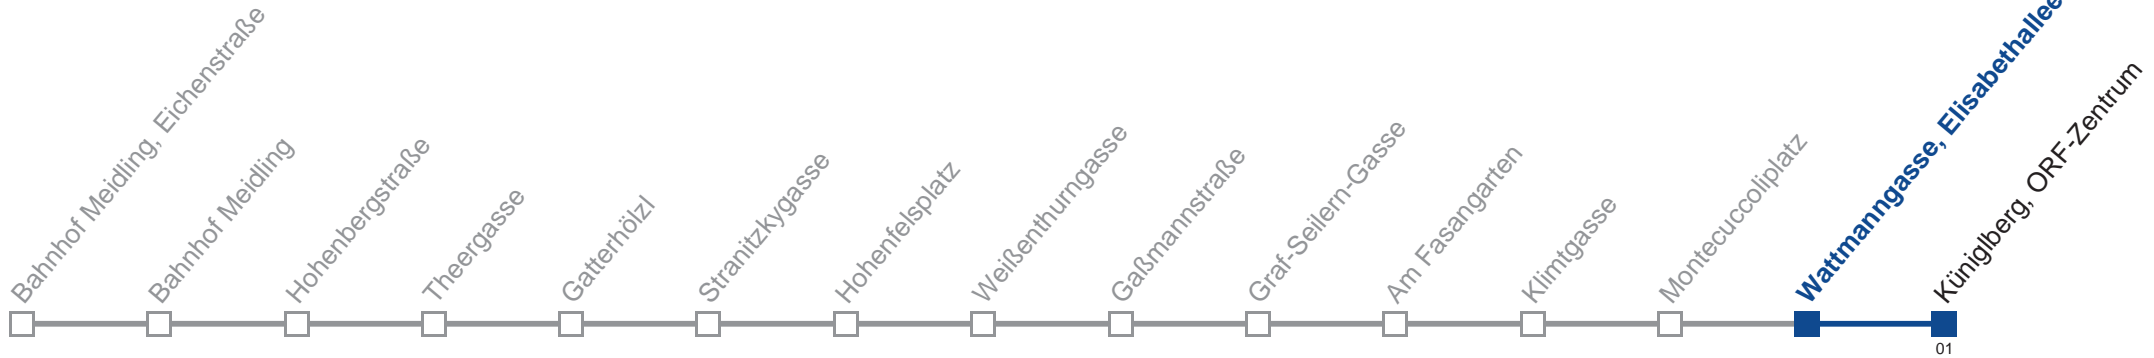 Bahnhof Meidling, Eichenstraße
Bahnhof Meidling
Hohenbergstraße
Theergasse
Gatterhölzl
Stranitzkygasse
Hohenfelsplatz
Weißenthurngasse
Gaßmannstraße
Graf-Seilern-Gasse
Am Fasangarten
Klimtgasse
Montecuccoliplatz
Wattmanngasse, Elisabethallee
Küniglberg, ORF-Zentrum
01